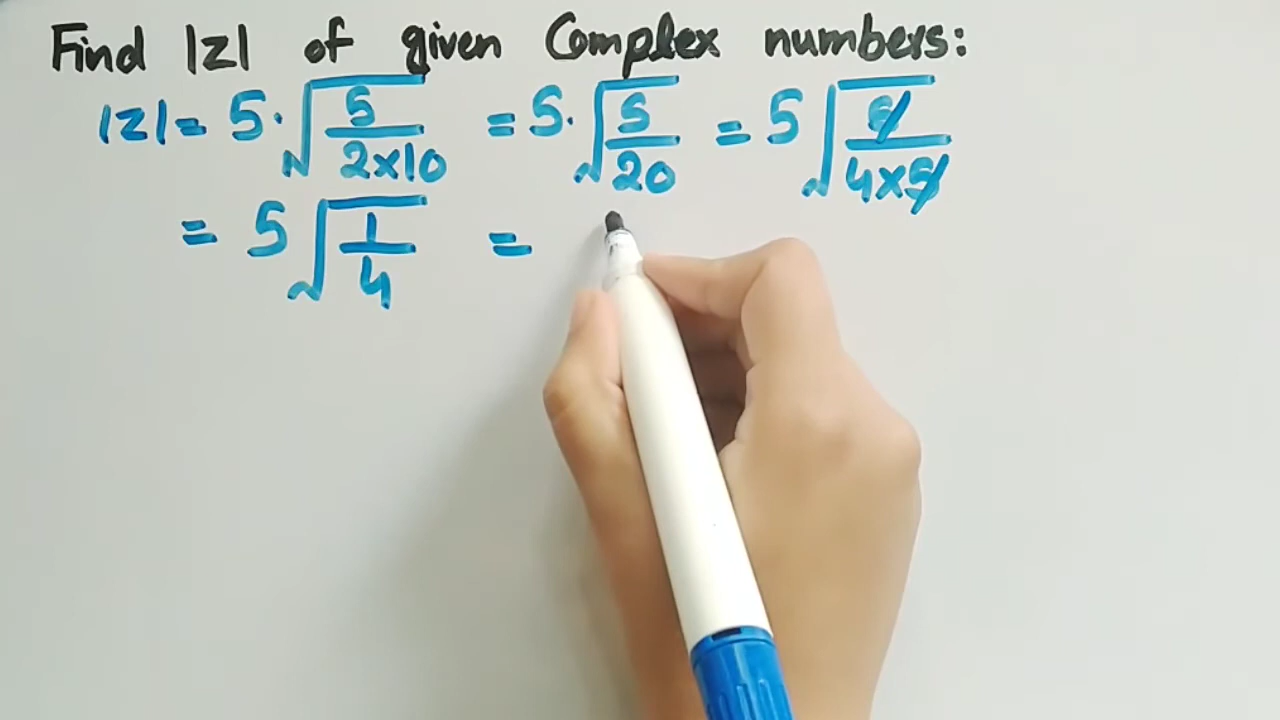 Find |z| of given Complex numbers:
|z| = 5·√(5/(2×10)) = 5·√(5/20) = 5√(5/(4×5))
= 5√(1/4) =